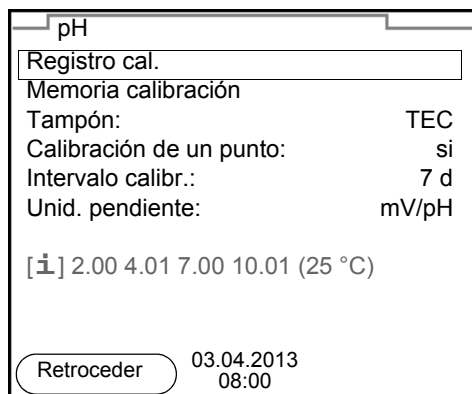 pH
Registro cal.
Memoria calibración
Tampón: TEC
Calibración de un punto: si
Intervalo calibr.: 7 d
Unid. pendiente: mV/pH
[i] 2.00 4.01 7.00 10.01 (25 °C)
Retroceder 03.04.2013
08:00